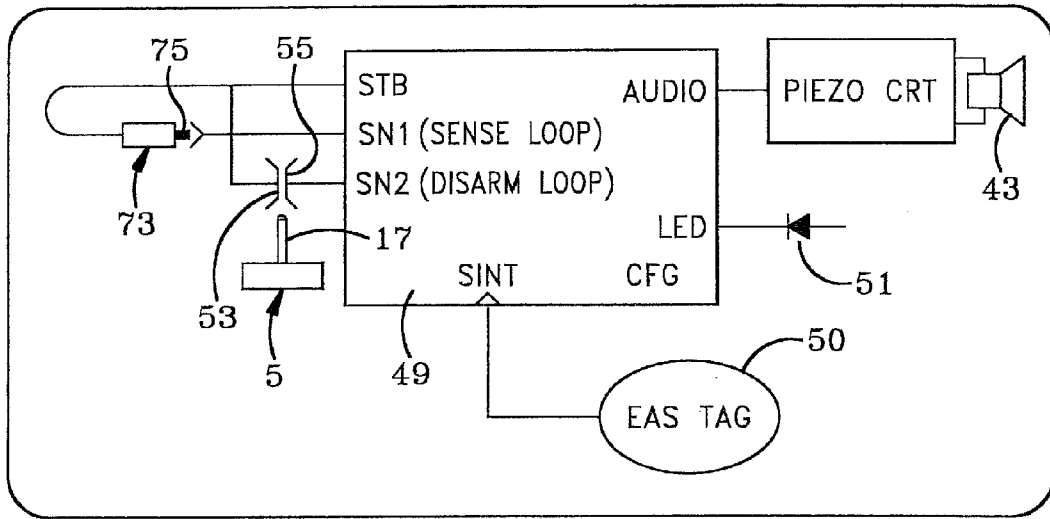 75
55
STB
AUDIO
PIEZO CRT
SN1 (SENSE LOOP)
43
SN2 (DISARM LOOP)
73
17
LED
53
SINT
CFG
51
5
49
50
EAS TAG